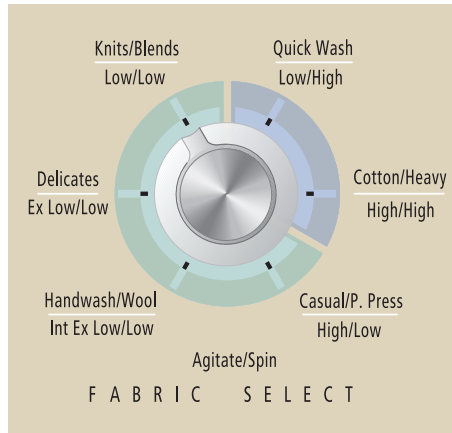 Knits/Blends
Low/Low
Quick Wash
Low/High
Delicates
Ex Low/Low
Cotton/Heavy
High/High
Handwash/Wool
Int Ex Low/Low
Casual/P. Press
High/Low
Agitate/Spin
FABRIC SELECT